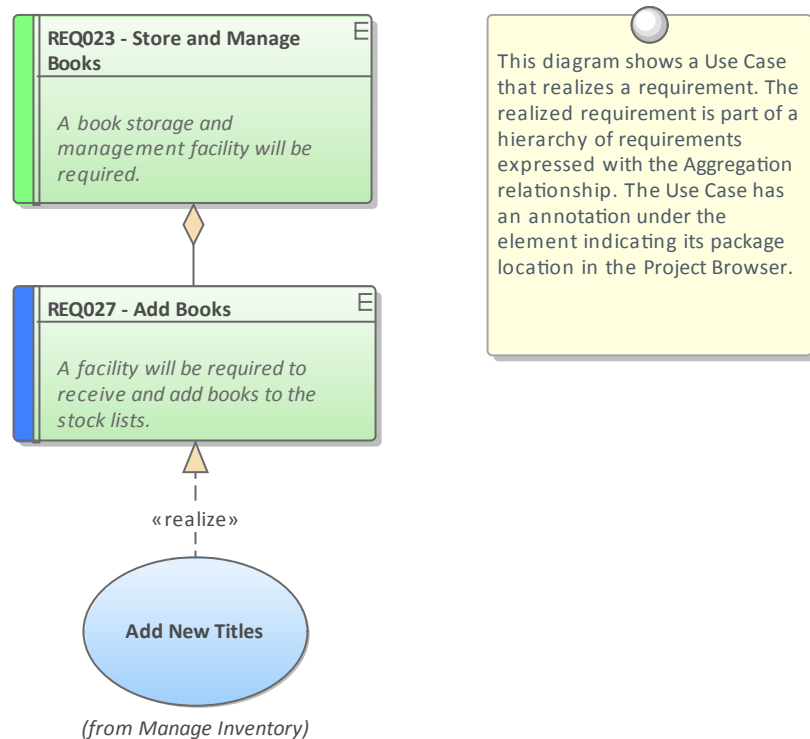 REQ023 - Store and Manage
Books
E
A book storage and
management facility will be
required.
REQ027 - Add Books
E
A facility will be required to
receive and add books to the
stock lists.
«realize»
Add New Titles
(from Manage Inventory)
This diagram shows a Use Case
that realizes a requirement. The
realized requirement is part of a
hierarchy of requirements
expressed with the Aggregation
relationship. The Use Case has
an annotation under the
element indicating its package
location in the Project Browser.